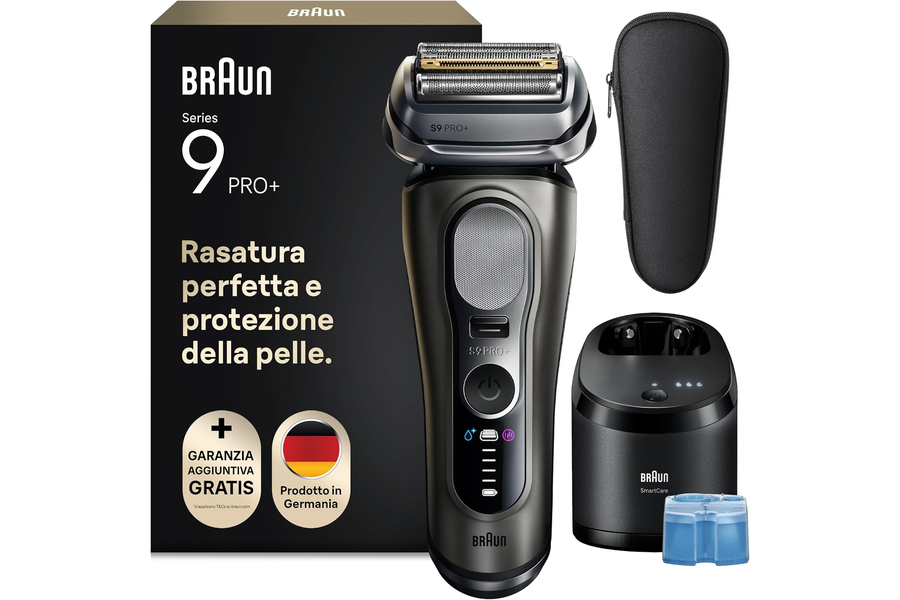 BRAUN
BRAUN
Series
9 PRO+
Rasatura
perfetta e
protezione
della pelle.
+
GARANZIA
AGGIUNTIVA
GRATIS
Prodotto in
Germania
S9 PRO+
S9 PRO+
BRAUN
BRAUN
SmartCare